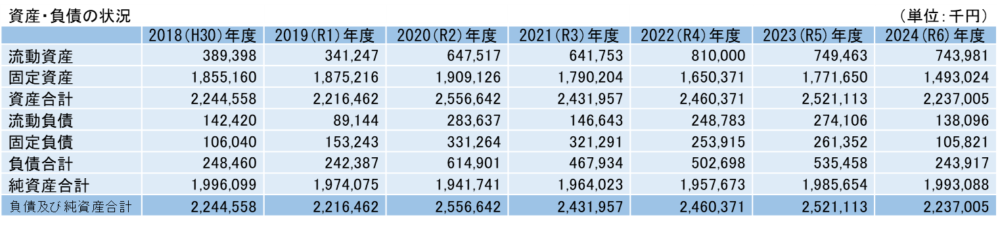 資産・負債の状況 （単位：千円）
2018（H30）年度 2019（R1）年度 2020（R2）年度 2021（R3）年度 2022（R4）年度 2023（R5）年度 2024（R6）年度
流動資産 389,398 341,247 647,517 641,753 810,000 749,463 743,981
固定資産 1,855,160 1,875,216 1,909,126 1,790,204 1,650,371 1,771,650 1,493,024
資産合計 2,244,558 2,216,462 2,556,642 2,431,957 2,460,371 2,521,113 2,237,005
流動負債 142,420 89,144 283,637 146,643 248,783 274,106 138,096
固定負債 106,040 153,243 331,264 321,291 253,915 261,352 105,821
負債合計 248,460 242,387 614,901 467,934 502,698 535,458 243,917
純資産合計 1,996,099 1,974,075 1,941,741 1,964,023 1,957,673 1,985,654 1,993,088
負債及び純資産合計 2,244,558 2,216,462 2,556,642 2,431,957 2,460,371 2,521,113 2,237,005